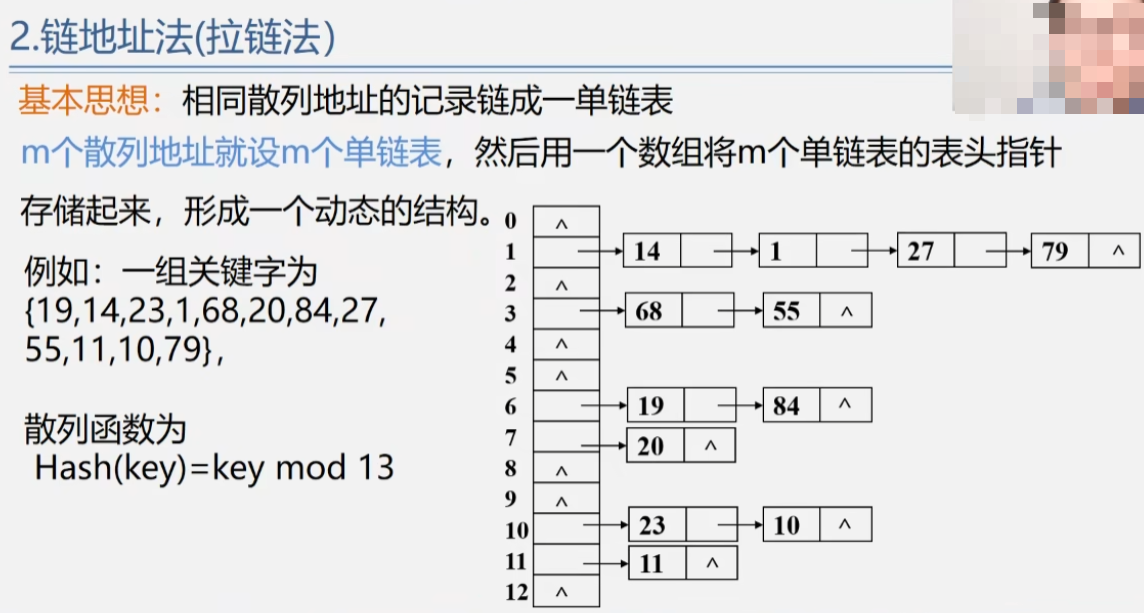 2.链地址法(拉链法）
基本思想：相同散列地址的记录链成一单链表
m个散列地址就设m个单链表，然后用一个数组将m个单链表的表头指针
存储起来，形成一个动态的结构。
例如：一组关键字为
{19,14,23,1,68,20,84,27,
55,11,10,79},
散列函数为
Hash(key)=key mod 13
0 ^
1 14 1 27 79 ^
2 ^
3 68 55 ^
4 ^
5 ^
6 19 84 ^
7 20 ^
8 ^
9 ^
10 23 10 ^
11 11 ^
12 ^